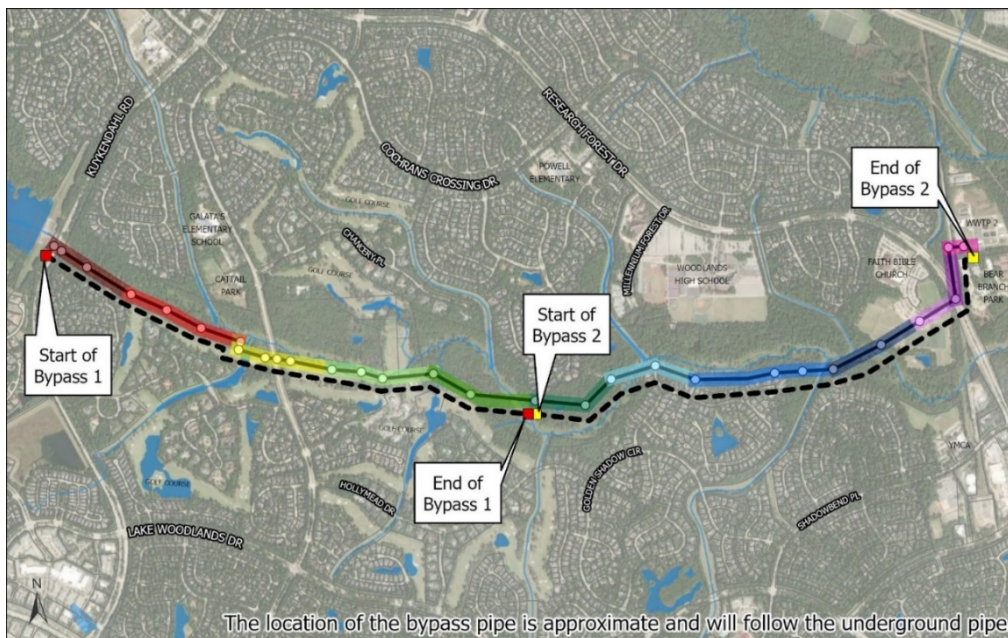 KUYKENDAHL RD
RESEARCH FOREST DR
COCHRANS CROSSING DR
POWELL
ELEMENTARY
End of
Bypass 2
GOLF COURSE
GALATA'S
ELEMENTARY
SCHOOL
CHANCERY PL
MILLENNIUM FOREST DR
WWTP 2
GOLF COURSE
FAITH BIBLE
CHURCH
WOODLANDS
HIGH SCHOOL
BEAR
BRANCH
PARK
CATTAIL
PARK
Start of
Bypass 1
Start of
Bypass 2
GOLF COURSE
YMCA
End of
Bypass 1
GOLDEN SHADOW CIR
GOLF COURSE
HOLLYMEAD DR
SHADOWBEND PL
LAKE WOODLANDS DR
N
The location of the bypass pipe is approximate and will follow the underground pipe